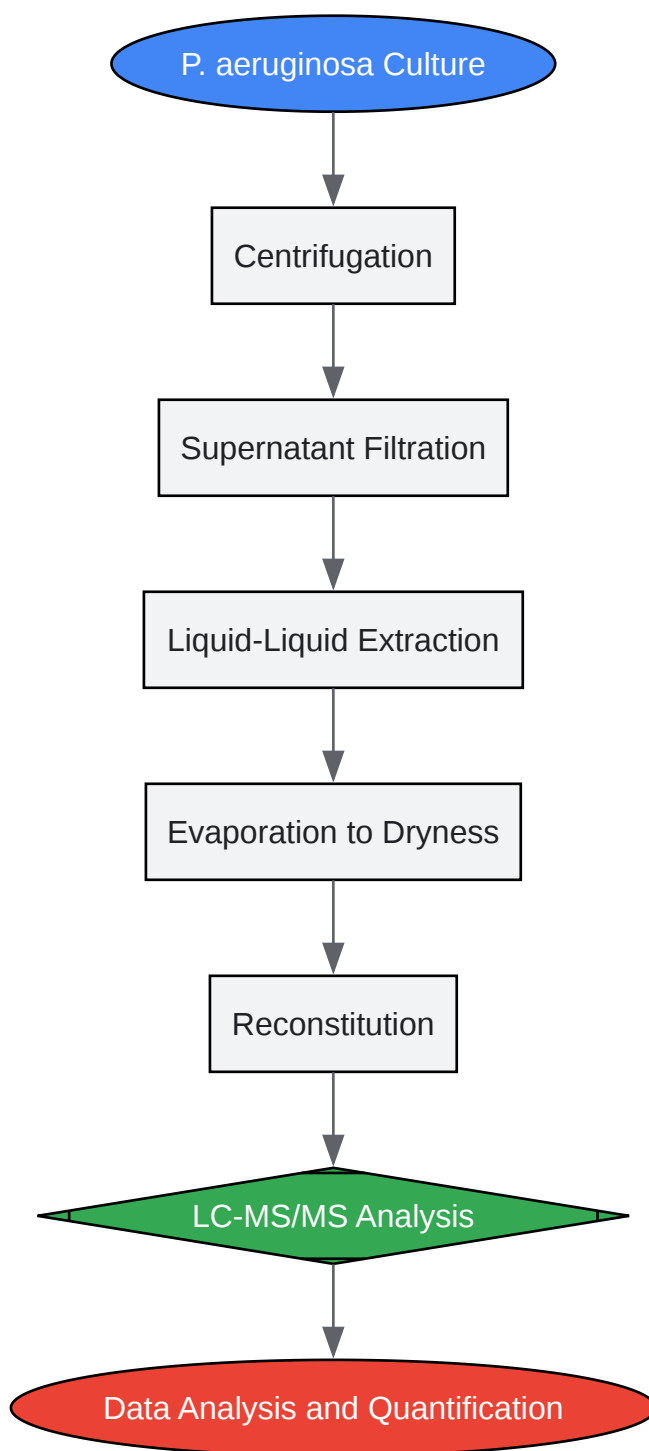 P. aeruginosa Culture
Centrifugation
Supernatant Filtration
Liquid-Liquid Extraction
Evaporation to Dryness
Reconstitution
LC-MS/MS Analysis
Data Analysis and Quantification